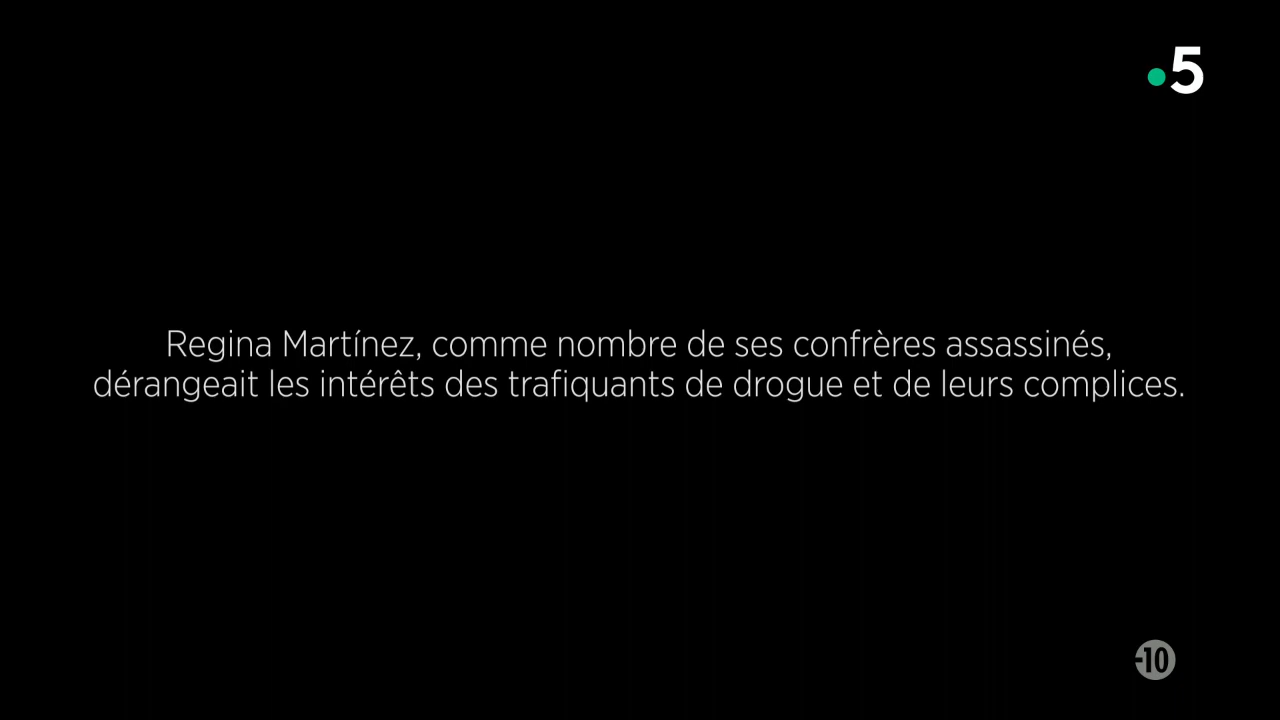 5
Regina Martínez, comme nombre de ses confrères assassinés,
dérangeait les intérêts des trafiquants de drogue et de leurs complices.
-10